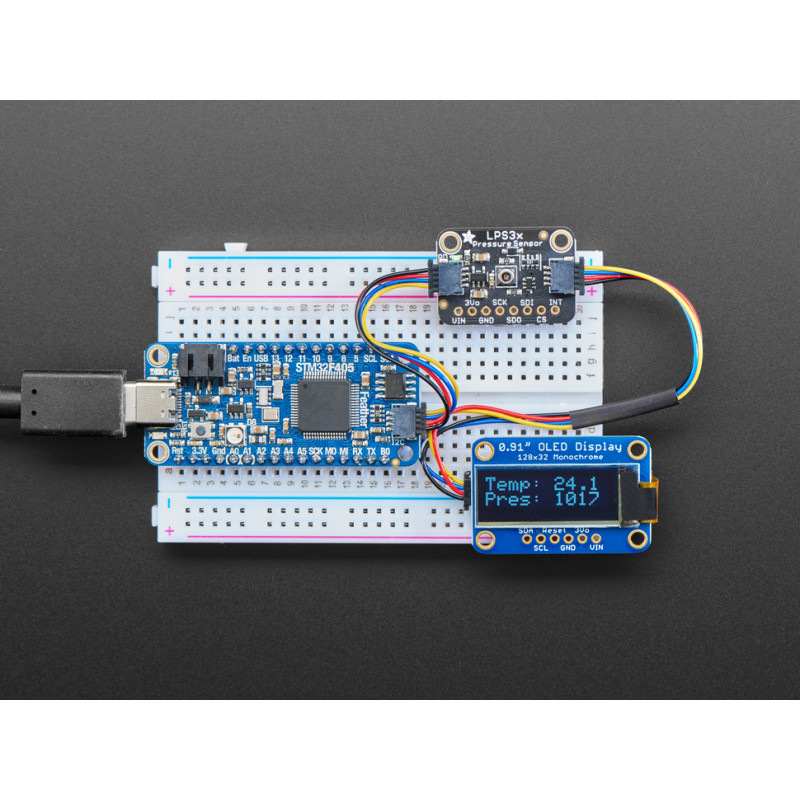 LPS3x
Pressure Sensor
3Vo SCK SDI INT
VIN GND SDO CS
Bat En USB 13 12 11 10 9 6 5 SCL
STM32F405
Feather
I2C
Rst 3.3V Gnd A0 A1 A2 A3 A4 A5 SCK MO MI RX TX B0
0.91" OLED Display
128x32 Monochrome
Temp: 24.1
Pres: 1017
SDA Reset 3Vo
SCL GND VIN